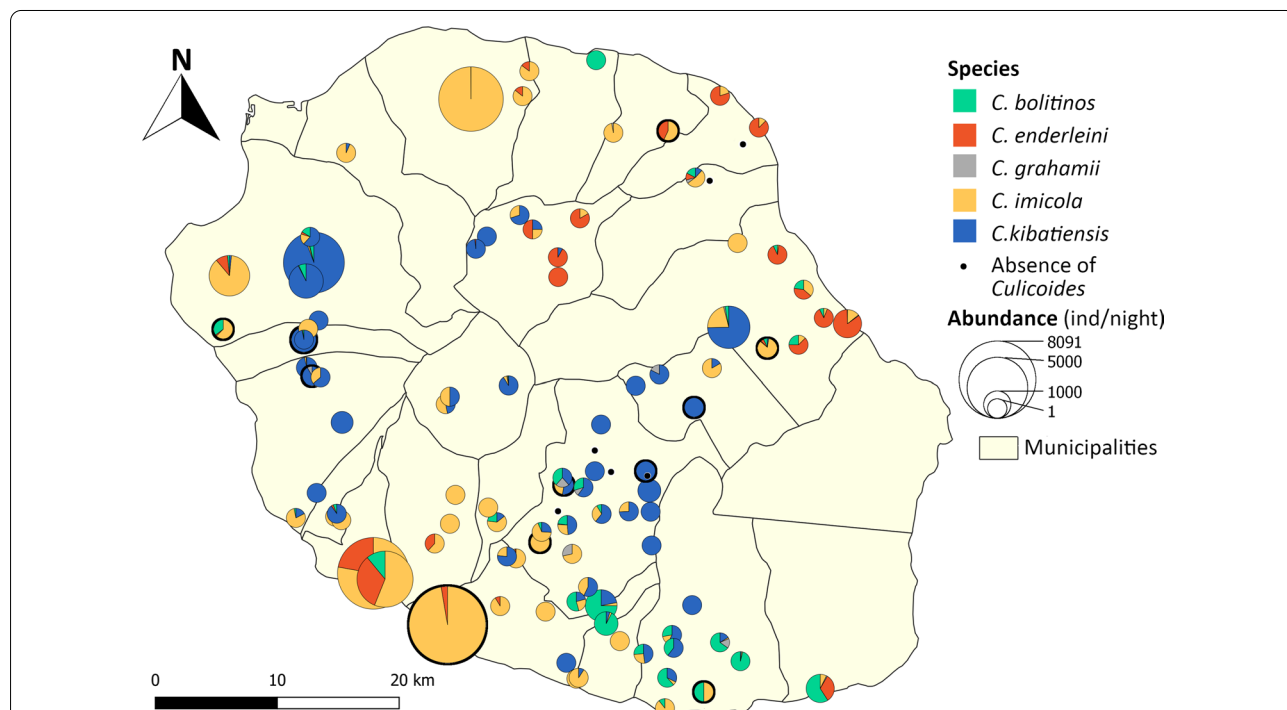 N
Species
C. bolitinos
C. enderleini
C. grahamii
C. imicola
C.kibatiensis
Absence of
Culicoides
Abundance (ind/night)
8091
5000
1000
1
Municipalities
0 10 20 km